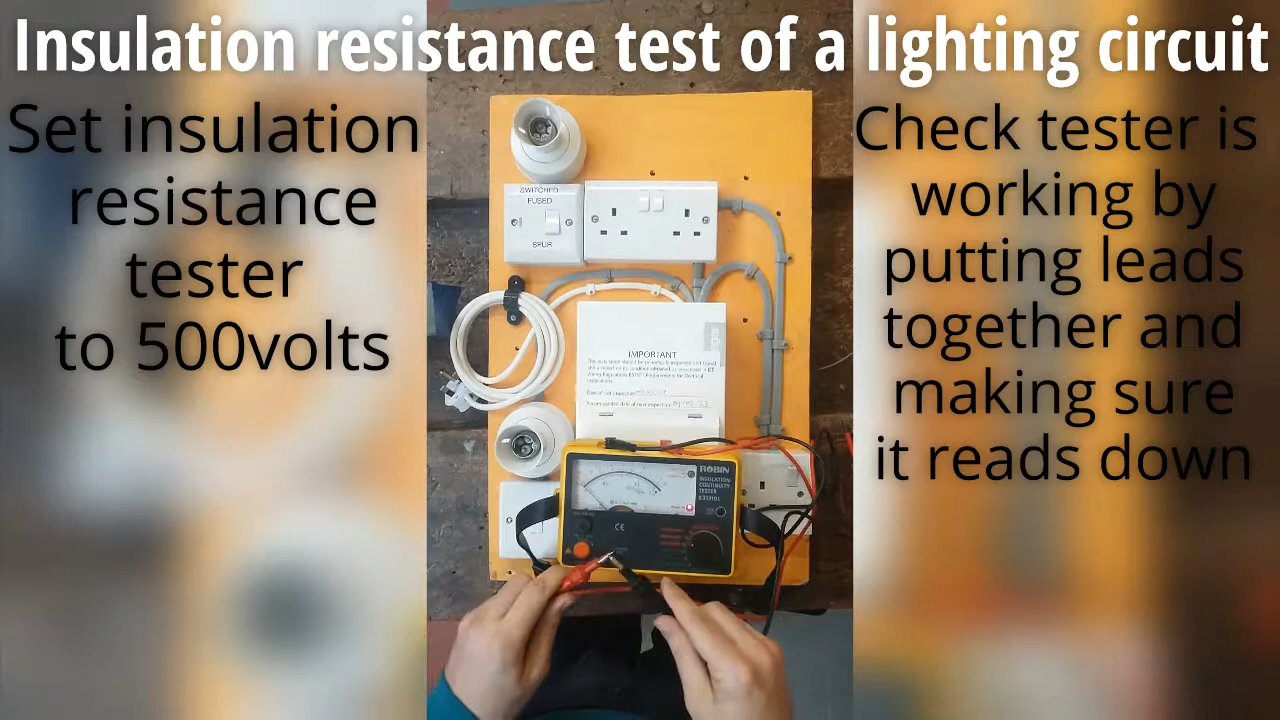 Insulation resistance test of a lighting circuit
Set insulation
resistance
tester
to 500volts
Check tester is
working by
putting leads
together and
making sure
it reads down
SWITCHED
FUSED
SPUR
IMPORTANT
ROBIN
INSULATION
CONTINUITY
TESTER